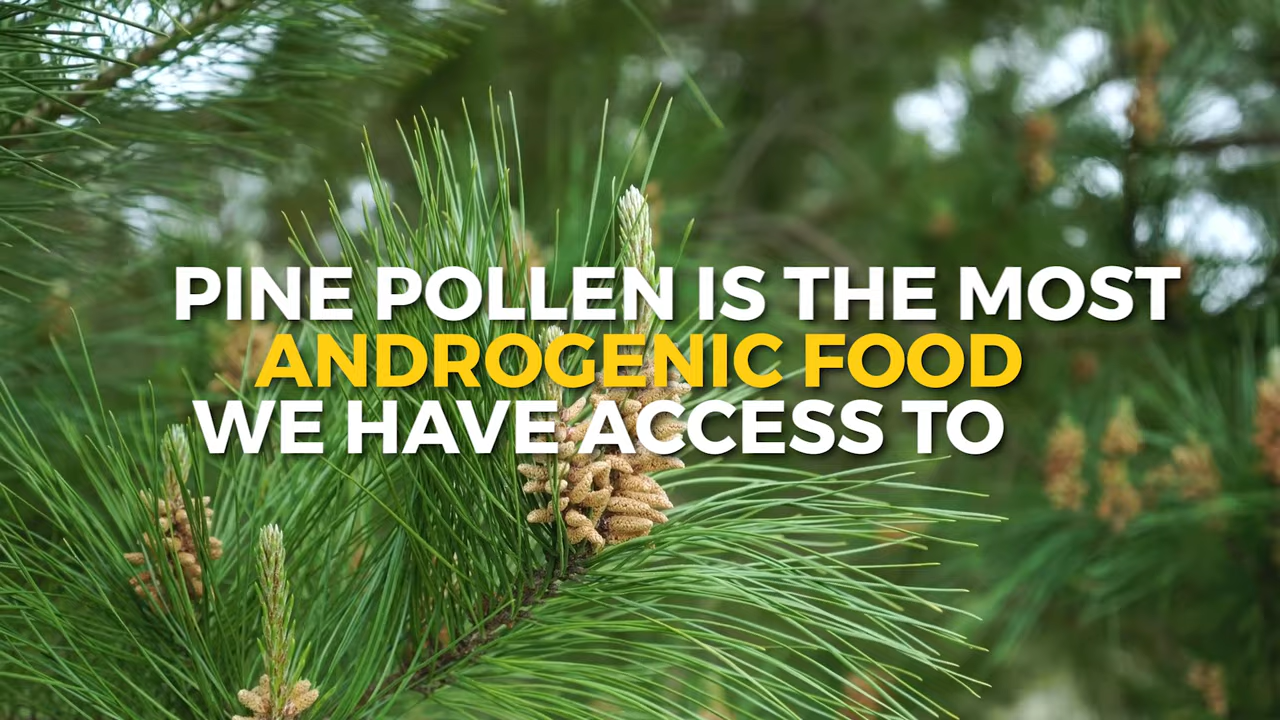 PINE POLLEN IS THE MOST
ANDROGENIC FOOD
WE HAVE ACCESS TO